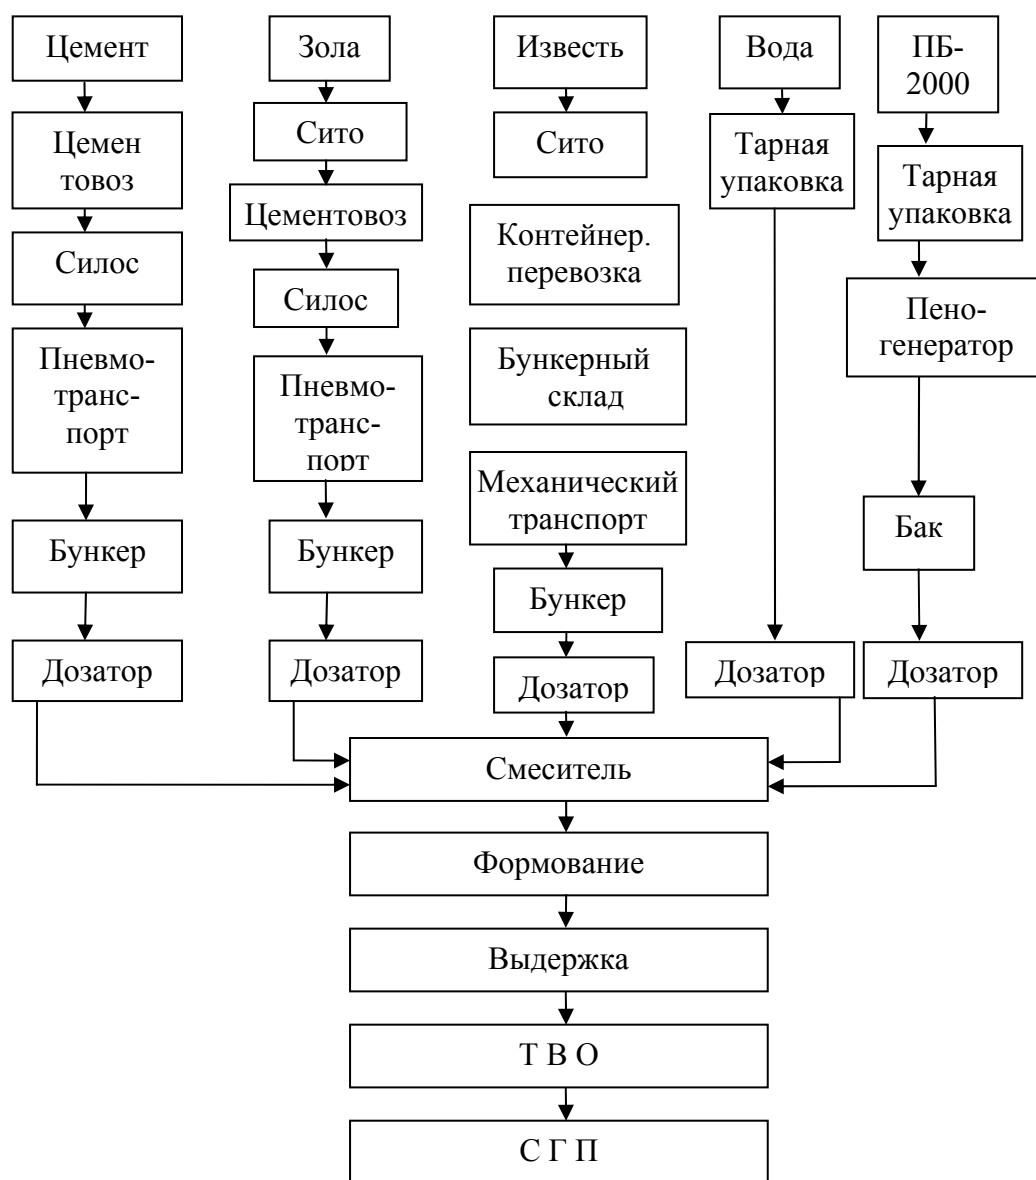 Цемент
Цемен
товоз
Силос
Пневмо-
транс-
порт
Бункер
Дозатор
Зола
Сито
Цементовоз
Силос
Пневмо-
транс-
порт
Бункер
Дозатор
Известь
Сито
Контейнер.
перевозка
Бункерный
склад
Механический
транспорт
Бункер
Дозатор
Вода
Тарная
упаковка
Дозатор
ПБ-
2000
Тарная
упаковка
Пено-
генератор
Бак
Дозатор
Смеситель
Формование
Выдержка
Т В О
С Г П